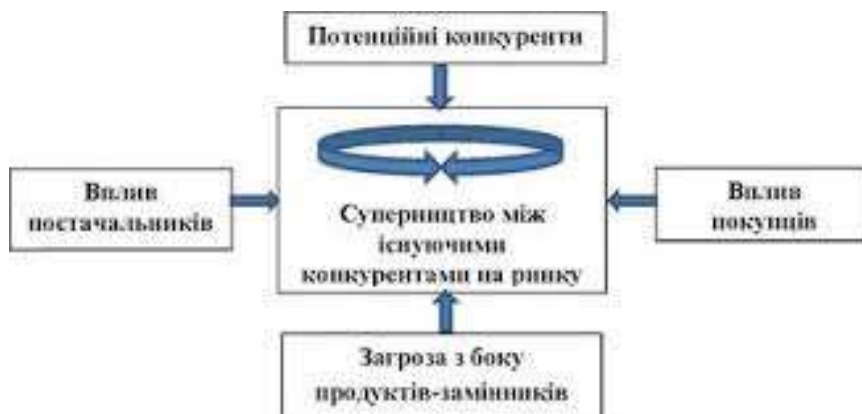 Потенційні конкуренти
Вплив
постачальників
Суперництво між
існуючими
конкурентами на ринку
Вплив
покупців
Загроза з боку
продуктів-замінників